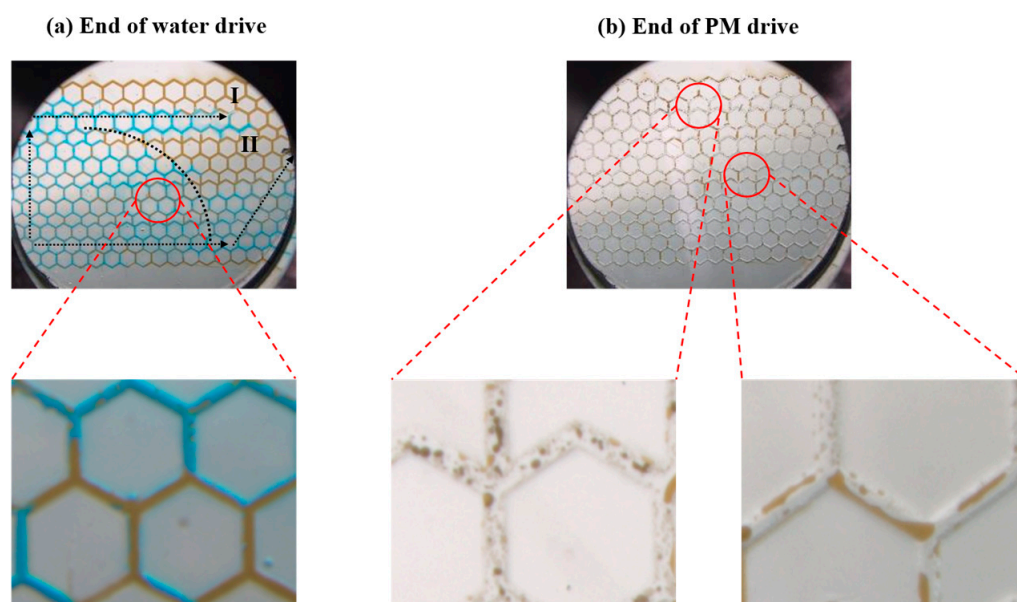 (a) End of water drive
(b) End of PM drive
I
II